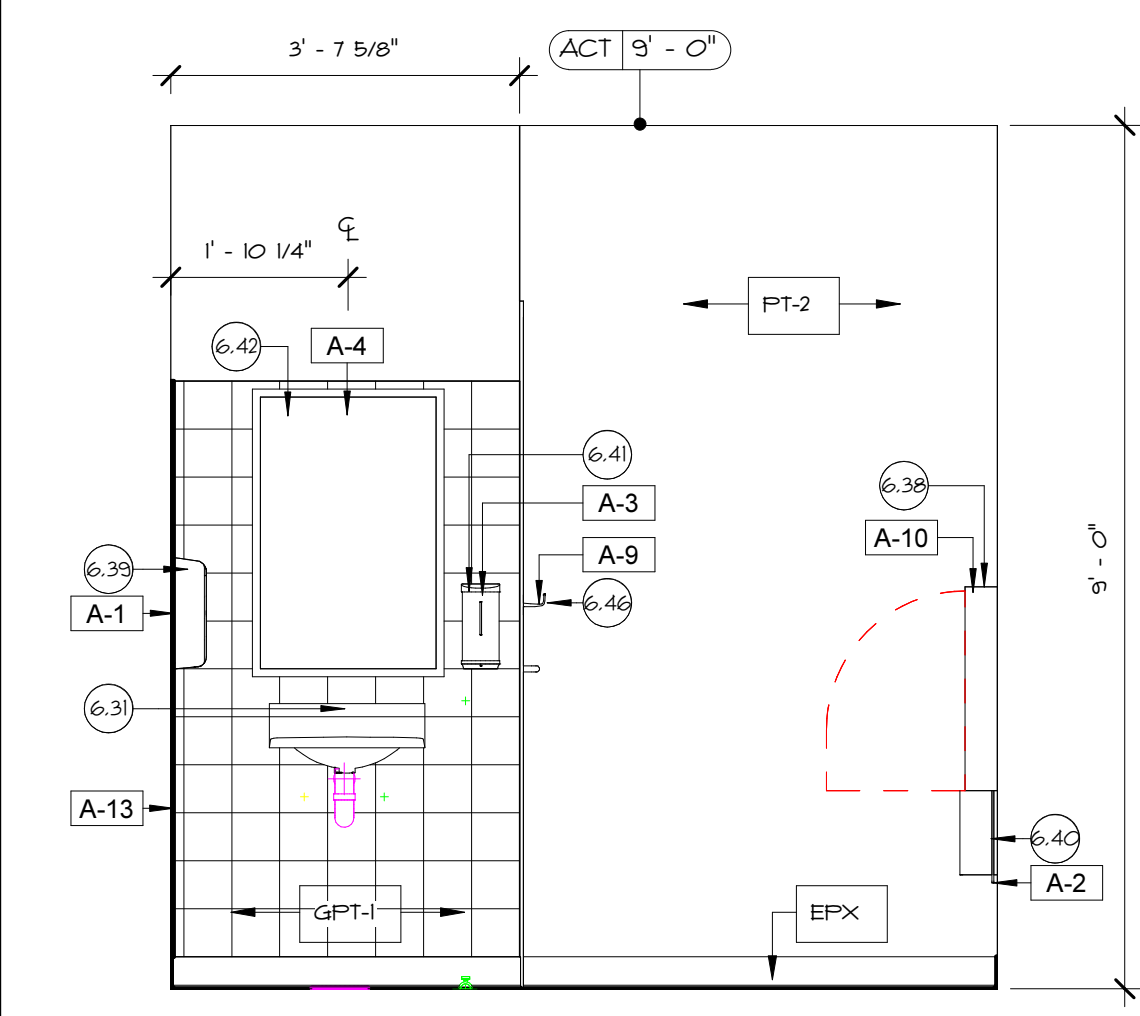 3' - 7 5/8"
ACT 9' - 0"
℄
1' - 10 1/4"
PT-2
6.42
A-4
6.41
A-3
6.38
A-10
A-9
9' - 0"
6.39
A-1
6.46
6.31
A-13
6.40
A-2
GPT-1
EPX